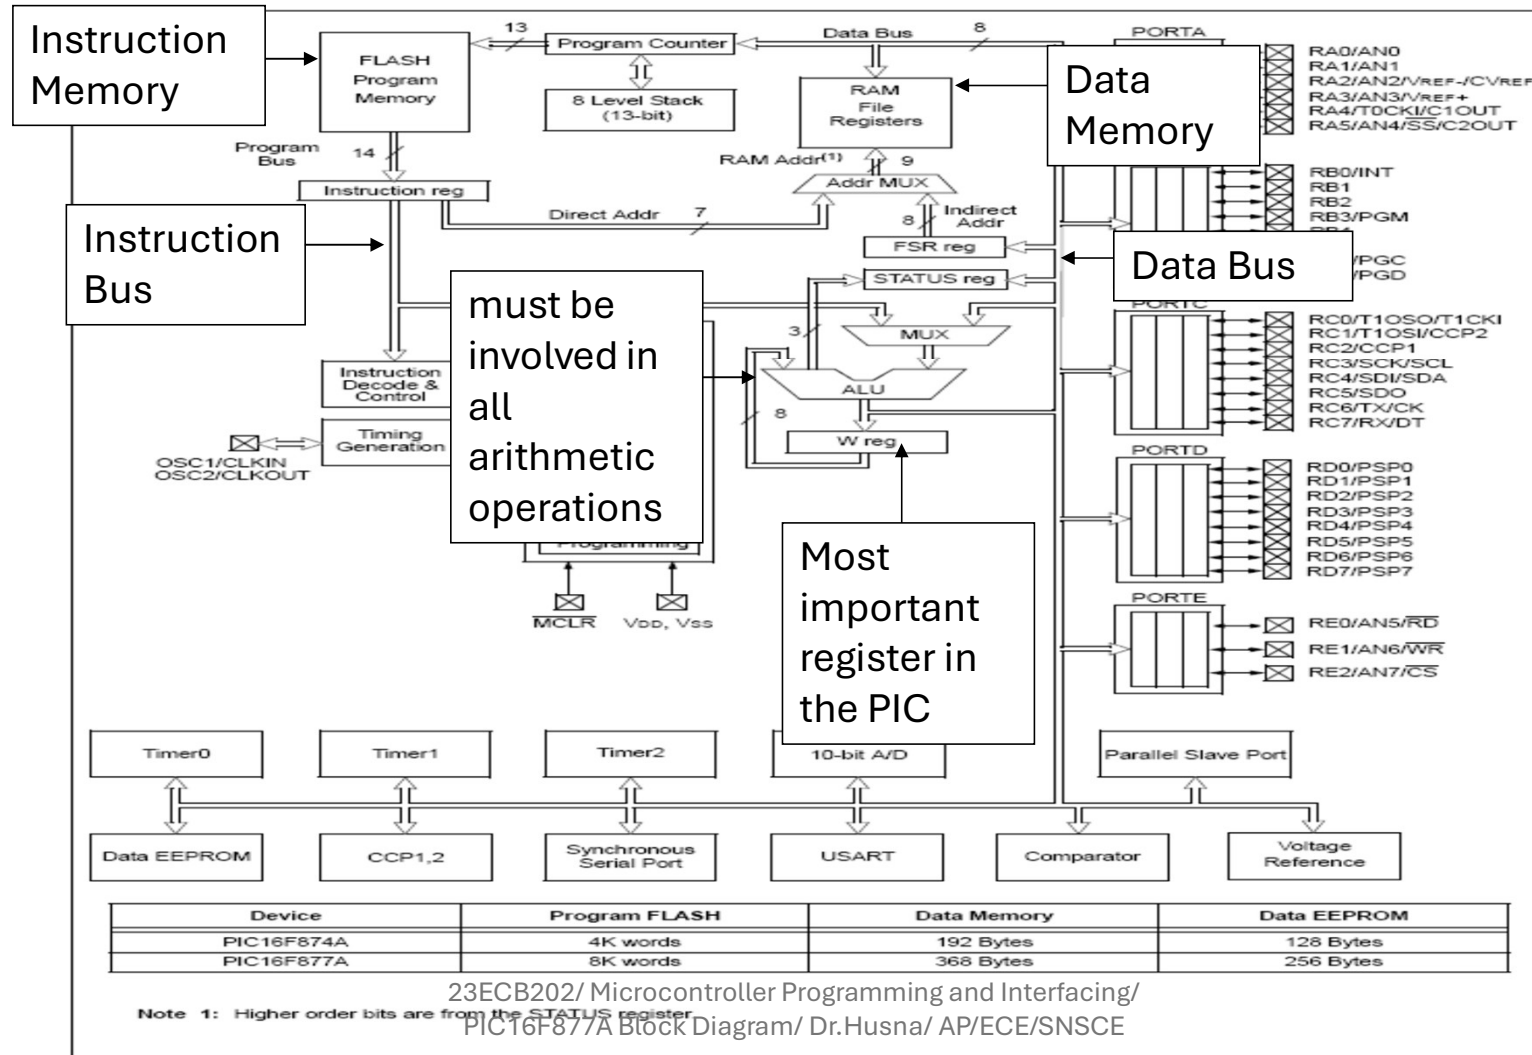 Instruction
Memory
FLASH
Program
Memory
13
Program Counter
8 Level Stack
(13-bit)
Data Bus
8
RAM
File
Registers
Data
Memory
PORTA
RA0/AN0
RA1/AN1
RA2/AN2/VREF-/CVREF
RA3/AN3/VREF+
RA4/T0CKI/C1OUT
RA5/AN4/SS/C2OUT
Program
Bus
14
Instruction reg
RAM Addr(1)
9
Addr MUX
Direct Addr
7
8
Indirect
Addr
FSR reg
STATUS reg
RB0/INT
RB1
RB2
RB3/PGM
/PGC
/PGD
Instruction
Bus
Data Bus
must be
involved in
all
arithmetic
operations
3
MUX
ALU
8
W reg
PORTC
RC0/T1OSO/T1CKI
RC1/T1OSI/CCP2
RC2/CCP1
RC3/SCK/SCL
RC4/SDI/SDA
RC5/SDO
RC6/TX/CK
RC7/RX/DT
Instruction
Decode &
Control
Timing
Generation
OSC1/CLKIN
OSC2/CLKOUT
Programming
MCLR
VDD, VSS
Most
important
register in
the PIC
PORTD
RD0/PSP0
RD1/PSP1
RD2/PSP2
RD3/PSP3
RD4/PSP4
RD5/PSP5
RD6/PSP6
RD7/PSP7
PORTE
RE0/AN5/RD
RE1/AN6/WR
RE2/AN7/CS
Timer0
Timer1
Timer2
10-bit A/D
Parallel Slave Port
Data EEPROM
CCP1,2
Synchronous
Serial Port
USART
Comparator
Voltage
Reference
Device Program FLASH Data Memory Data EEPROM
PIC16F874A 4K words 192 Bytes 128 Bytes
PIC16F877A 8K words 368 Bytes 256 Bytes
23ECB202/ Microcontroller Programming and Interfacing/
Note 1: Higher order bits are from the STATUS register.
PIC16F877A Block Diagram/ Dr.Husna/ AP/ECE/SNSCE